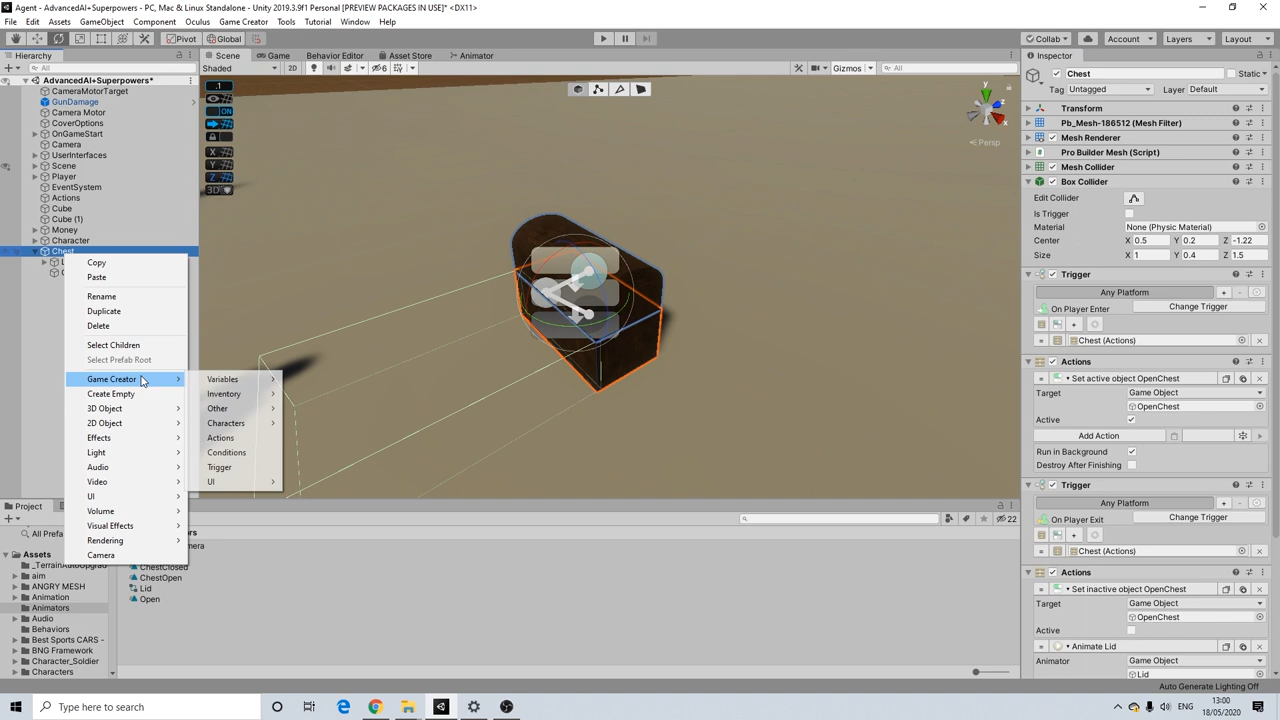 Agent - AdvancedAI+Superpowers - PC, Mac & Linux Standalone - Unity 2019.3.9f1 Personal [PREVIEW PACKAGES IN USE]* <DX11>
File Edit Assets GameObject Component Oculus Game Creator Tools Tutorial Window Help
Pivot Global Collab Account Layers Layout
Hierarchy
All
AdvancedAI+Superpowers*
CameraMotorTarget
GunDamage
Camera Motor
CoverOptions
OnGameStart
Camera
UserInterfaces
Scene
Player
EventSystem
Actions
Cube
Cube (1)
Money
Character
Chest
Copy
Paste
Rename
Duplicate
Delete
Select Children
Select Prefab Root
Game Creator
Create Empty
3D Object
2D Object
Effects
Light
Audio
Video
UI
Volume
Visual Effects
Rendering
Camera
Variables
Inventory
Other
Characters
Actions
Conditions
Trigger
UI
Scene Game Behavior Editor Asset Store Animator
Shaded 2D 6 Gizmos All
.1
ON
X
Y
Z
3D
y
x
Persp
Project
22
All Prefa
Assets
_TerrainAutoUpgrad
aim
ANGRY MESH
Animation
Animators
Audio
Behaviors
Best Sports CARS -
BNG Framework
Character_Soldier
Characters
ChestClosed
ChestOpen
Lid
Open
Inspector
Chest Static
Tag Untagged Layer Default
Transform
Pb_Mesh-186512 (Mesh Filter)
Mesh Renderer
Pro Builder Mesh (Script)
Mesh Collider
Box Collider
Edit Collider
Is Trigger
Material None (Physic Material)
Center X 0.5 Y 0.2 Z -1.22
Size X 1 Y 0.4 Z 1.5
Trigger
Any Platform + -
On Player Enter Change Trigger
= Chest (Actions)
Actions
= Set active object OpenChest
Target Game Object
OpenChest
Active
Add Action
Run in Background
Destroy After Finishing
Trigger
Any Platform + -
On Player Exit Change Trigger
= Chest (Actions)
Actions
= Set inactive object OpenChest
Target Game Object
OpenChest
Active
= Animate Lid
Animator Game Object
Lid
Auto Generate Lighting Off
Type here to search
13:00
18/05/2020